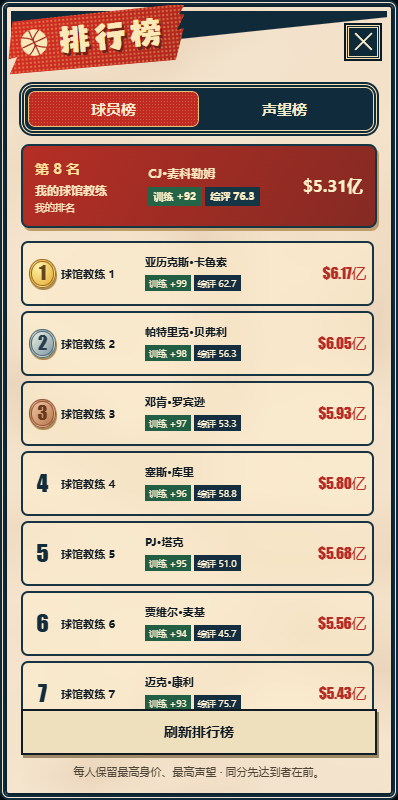 排行榜
球员榜
声望榜
第 8 名
我的球馆教练
我的排名
CJ•麦科勒姆
训练 +92 综评 76.3
$5.31亿
1
球馆教练 1
亚历克斯•卡鲁索
训练 +99 综评 62.7
$6.17亿
2
球馆教练 2
帕特里克•贝弗利
训练 +98 综评 56.3
$6.05亿
3
球馆教练 3
邓肯•罗宾逊
训练 +97 综评 53.3
$5.93亿
4
球馆教练 4
塞斯•库里
训练 +96 综评 58.8
$5.80亿
5
球馆教练 5
PJ•塔克
训练 +95 综评 51.0
$5.68亿
6
球馆教练 6
贾维尔•麦基
训练 +94 综评 45.7
$5.56亿
7
球馆教练 7
迈克•康利
训练 +93 综评 75.7
$5.43亿
刷新排行榜
每人保留最高身价、最高声望 · 同分先达到者在前。